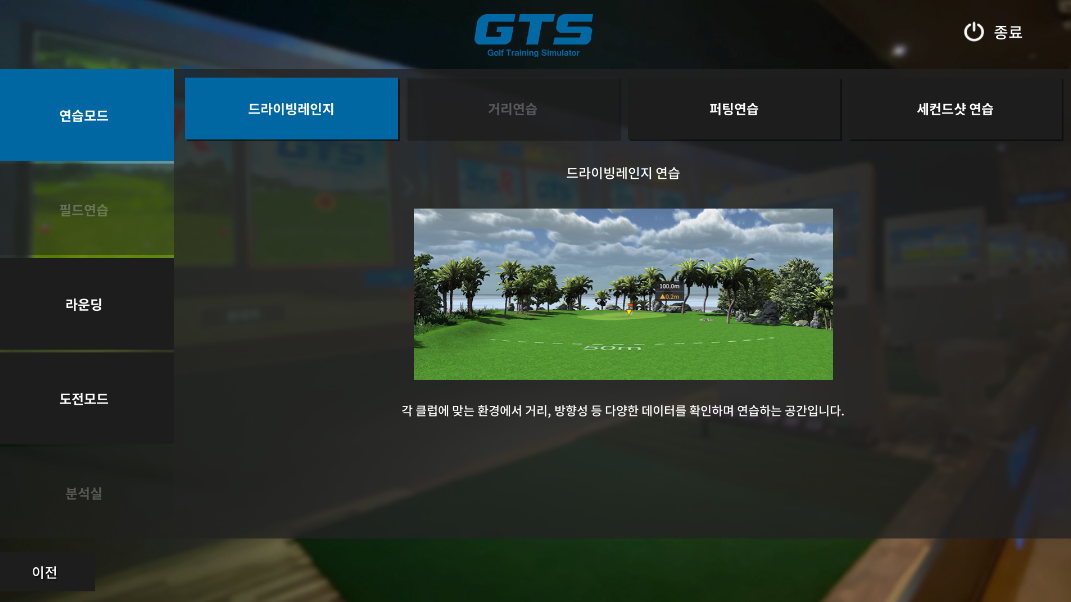 GTS
Golf Training Simulator
종료
연습모드
드라이빙레인지
거리연습
퍼팅연습
세컨드샷 연습
드라이빙레인지 연습
필드연습
100.0m
▲0.2m
라운딩
50m
도전모드
각 클럽에 맞는 환경에서 거리, 방향성 등 다양한 데이터를 확인하며 연습하는 공간입니다.
분석실
이전